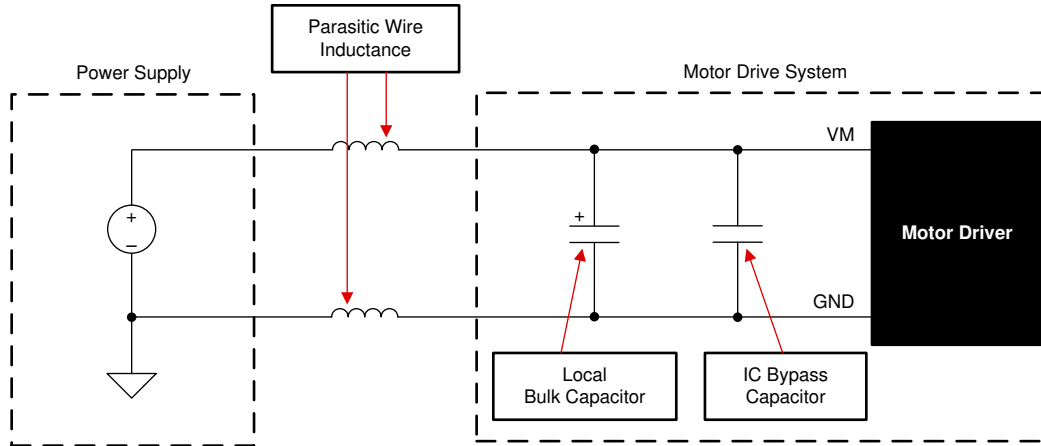 Parasitic Wire
Inductance
Power Supply
Motor Drive System
VM
+
–
+
Motor Driver
GND
Local
Bulk Capacitor
IC Bypass
Capacitor